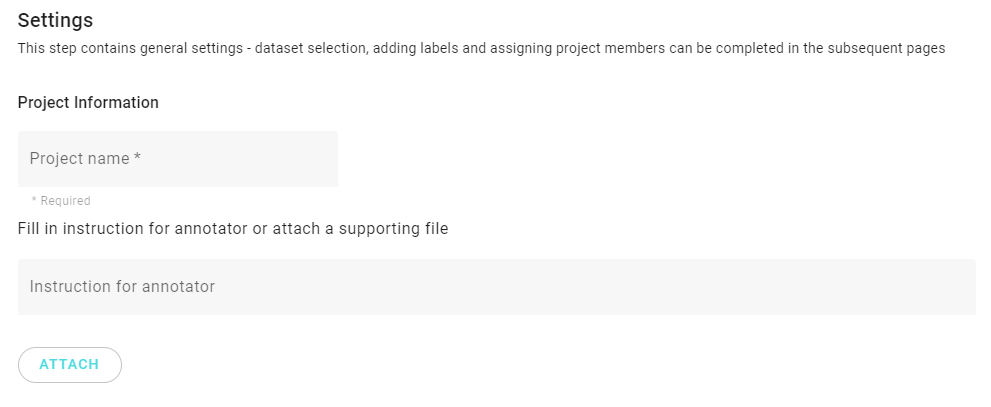 Settings
This step contains general settings - dataset selection, adding labels and assigning project members can be completed in the subsequent pages
Project Information
Project name *
* Required
Fill in instruction for annotator or attach a supporting file
Instruction for annotator
ATTACH